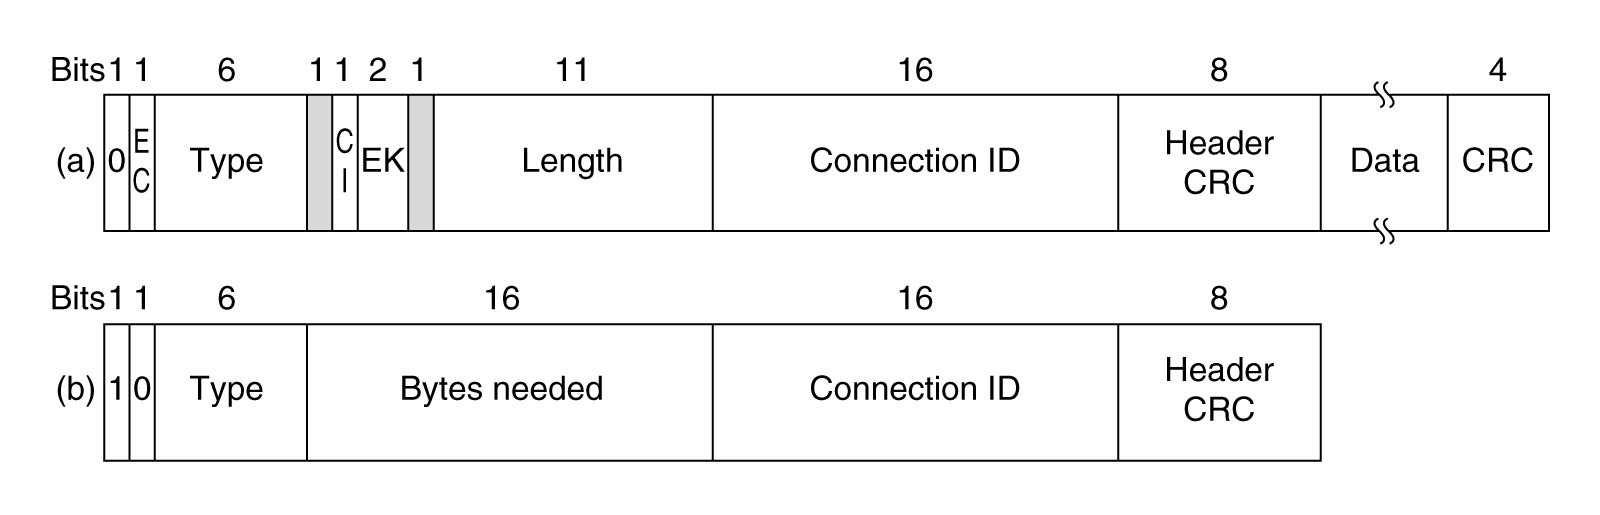 Bits 1 1 6 1 1 2 1 11 16 8 4
(a) 0 EC Type CI EK Length Connection ID Header CRC Data CRC
Bits 1 1 6 16 16 8
(b) 1 0 Type Bytes needed Connection ID Header CRC